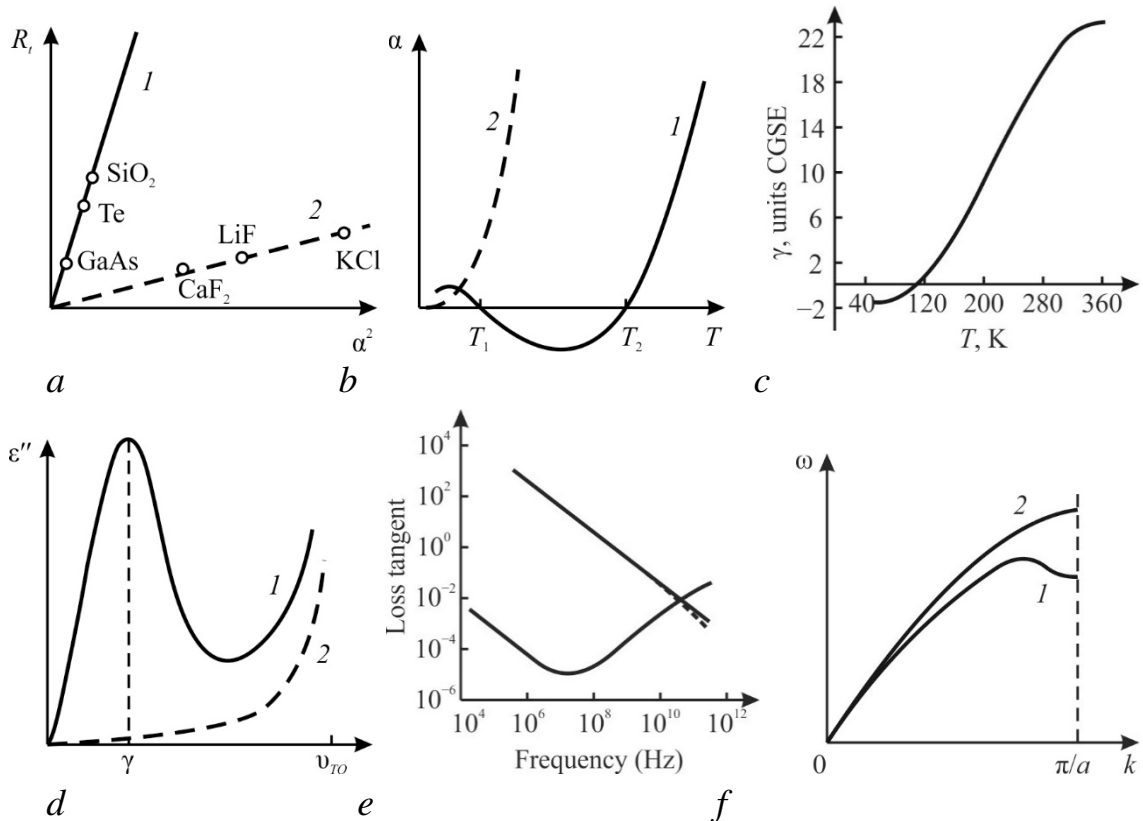 R_t
1
SiO₂
Te
GaAs
2
LiF
CaF₂
KCl
α²
a
α
2
1
T₁
T₂
T
b
γ, units CGSE
22
18
14
10
6
2
–2
40
120
200
280
360
T, K
c
ε″
1
2
γ
υ_TO
d
Loss tangent
10⁴
10²
10⁰
10⁻²
10⁻⁴
10⁻⁶
10⁴
10⁶
10⁸
10¹⁰
10¹²
Frequency (Hz)
e
ω
2
1
0
π/a
k
f